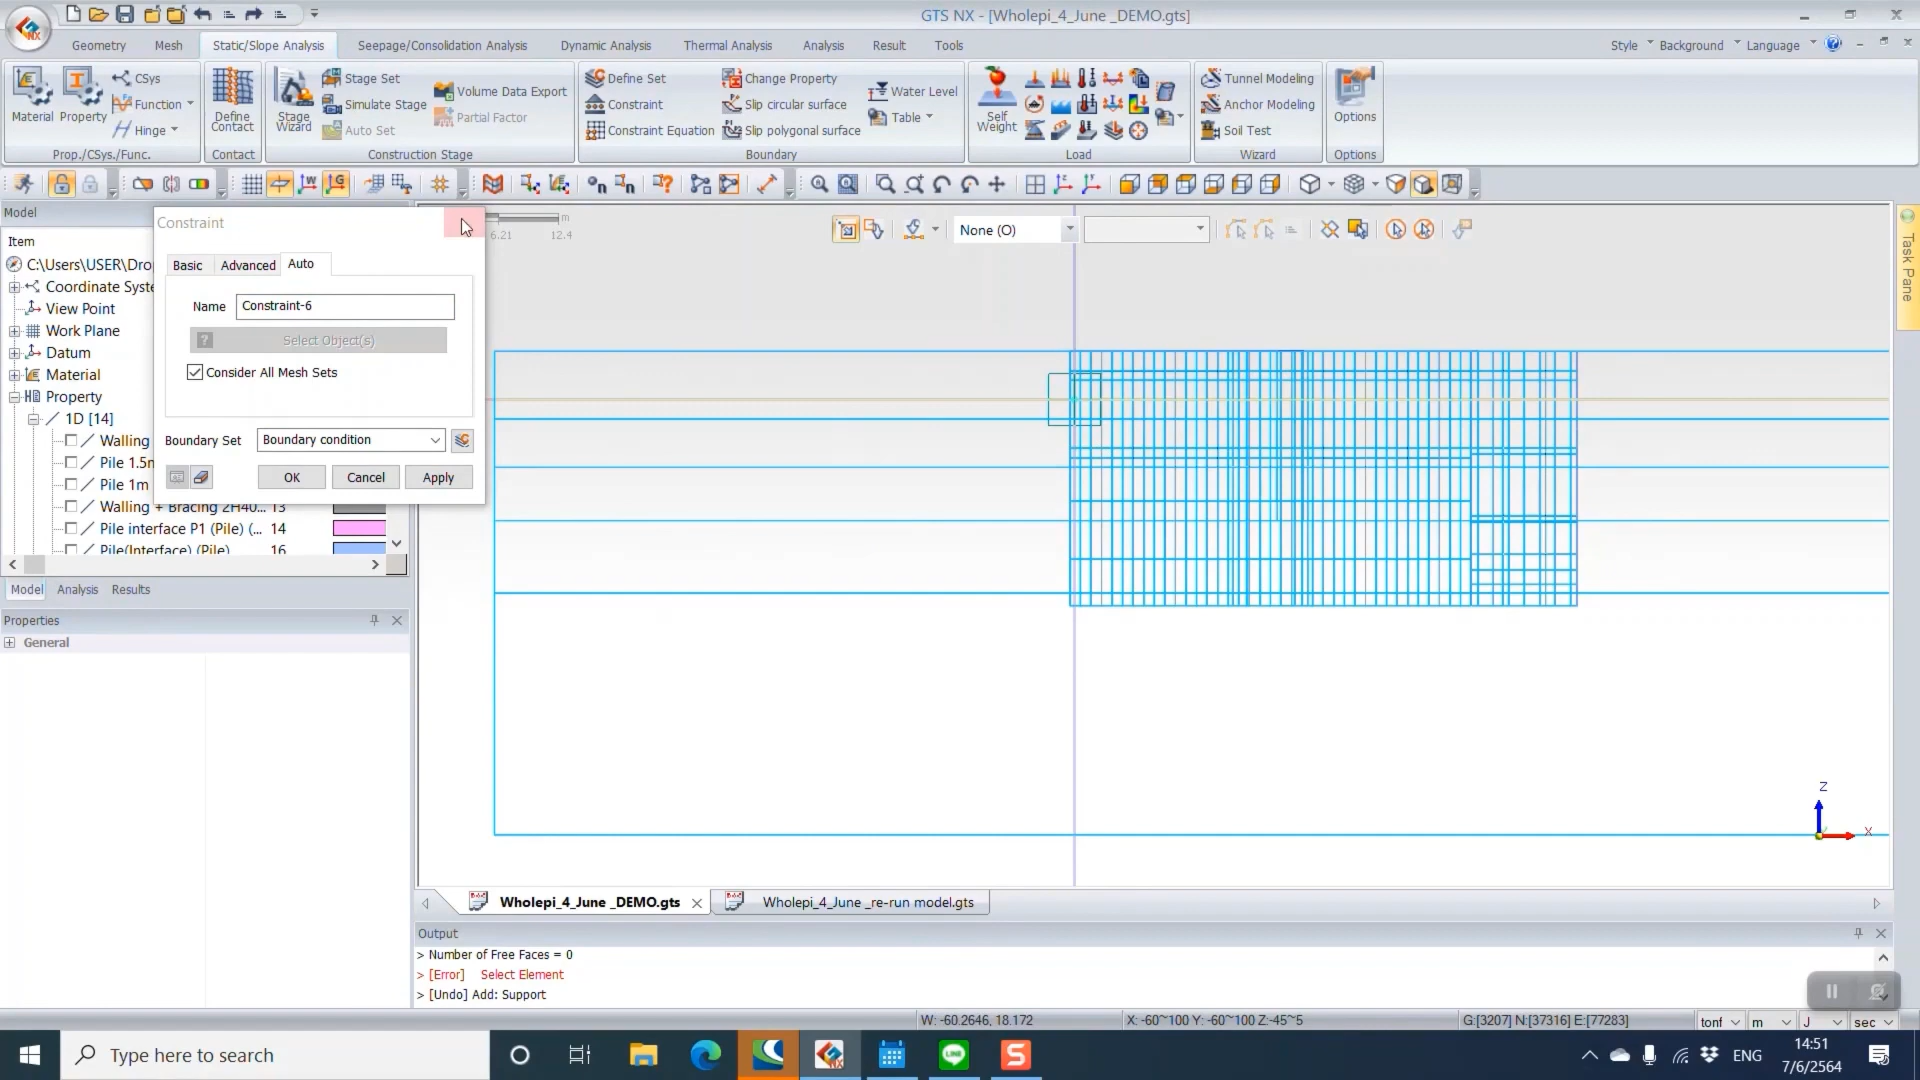 GTS NX - [Wholepi_4_June _DEMO.gts]
Geometry Mesh Static/Slope Analysis Seepage/Consolidation Analysis Dynamic Analysis Thermal Analysis Analysis Result Tools
Style Background Language
Material Property CSys Function Hinge
Prop./CSys./Func.
Define Contact
Contact
Stage Wizard Stage Set Simulate Stage Auto Set Volume Data Export Partial Factor
Construction Stage
Define Set Constraint Constraint Equation Change Property Slip circular surface Slip polygonal surface Water Level Table
Boundary
Self Weight
Load
Tunnel Modeling Anchor Modeling Soil Test
Wizard
Options
Options
Model
Item
C:\Users\USER\Dro
Coordinate Syste
View Point
Work Plane
Datum
Material
Property
1D [14]
Walling
Pile 1.5m
Pile 1m
Walling + Bracing 2H40... 13
Pile interface P1 (Pile) (... 14
Pile(Interface) (Pile) 16
Model Analysis Results
Properties
General
Constraint
Basic Advanced Auto
Name Constraint-6
? Select Object(s)
Consider All Mesh Sets
Boundary Set Boundary condition
OK Cancel Apply
m
6.21 12.4
None (O)
Task Pane
Z
X
Wholepi_4_June _DEMO.gts
Wholepi_4_June _re-run model.gts
Output
> Number of Free Faces = 0
> [Error] Select Element
> [Undo] Add: Support
W: -60.2646, 18.172 X: -60~100 Y: -60~100 Z:-45~5 G:[3207] N:[37316] E:[77283] tonf m J sec
Type here to search
ENG
14:51
7/6/2564